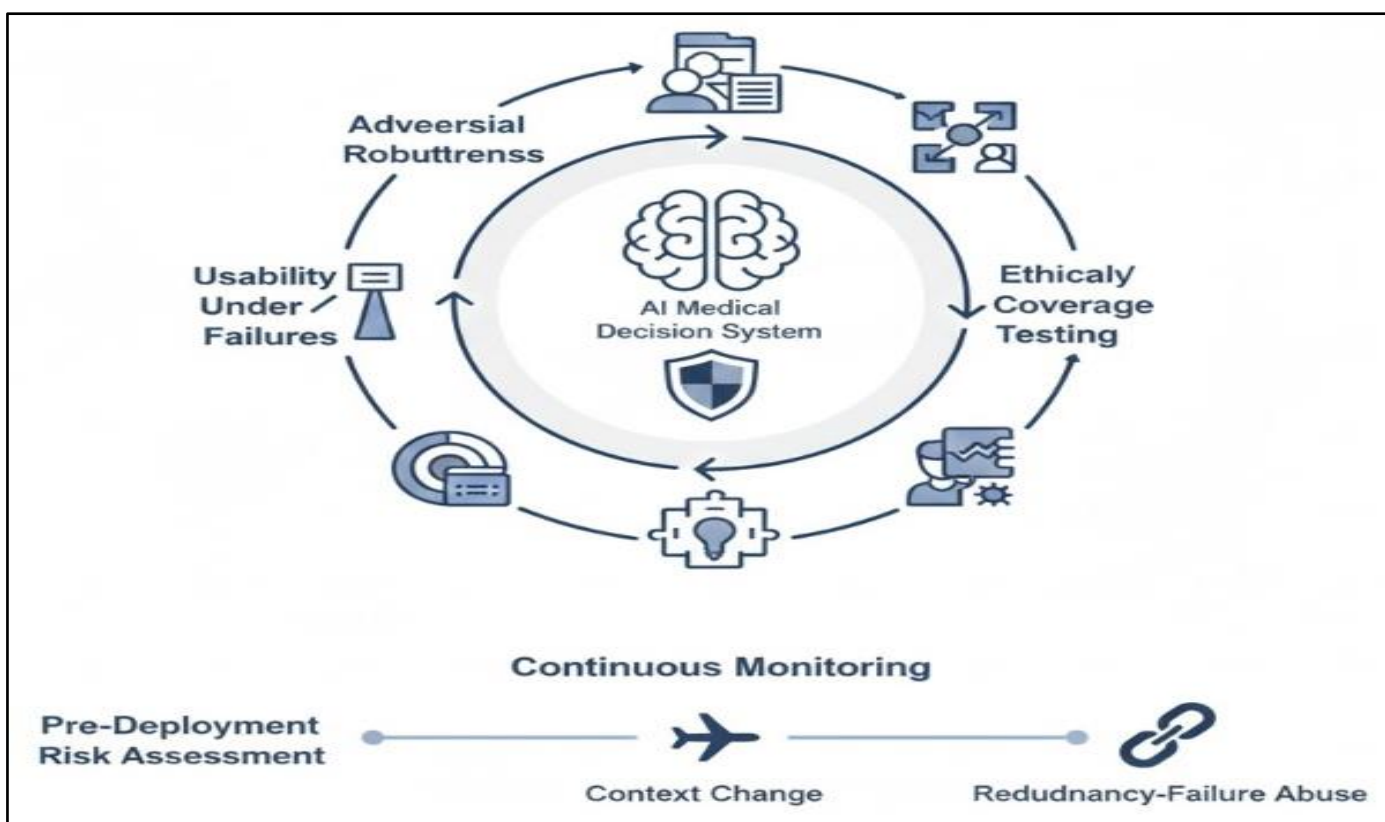 Adveersial
Robuttrenss
Usability
Under
Failures
AI Medical
Decision System
Ethicaly
Coverage
Testing
Continuous Monitoring
Pre-Deployment
Risk Assessment
Context Change
Redudnancy-Failure Abuse